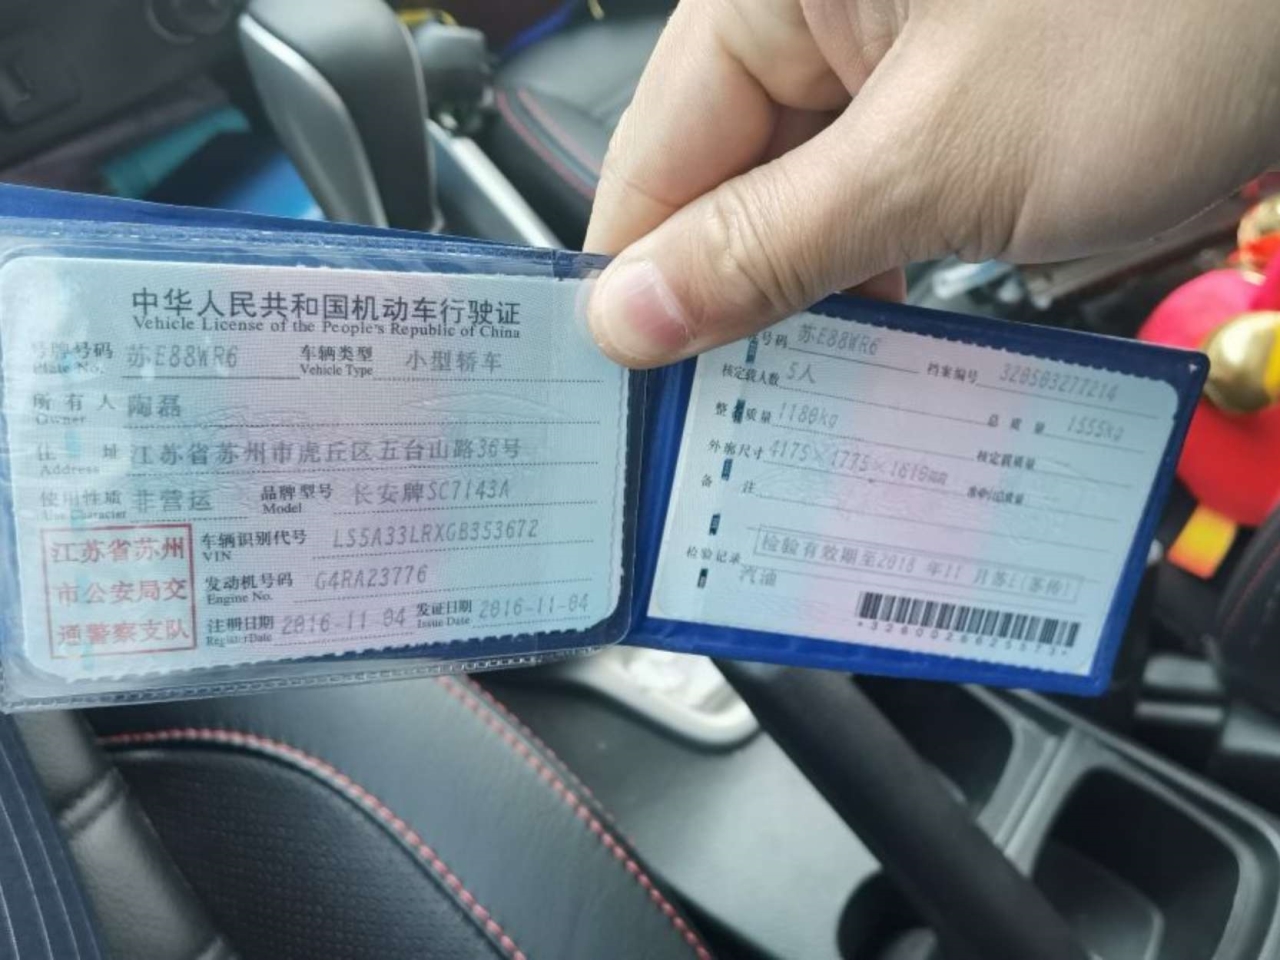 中华人民共和国机动车行驶证
Vehicle License of the People's Republic of China
号牌号码 苏E88WR6 车辆类型 小型轿车
Plate No. Vehicle Type
所有人 陶磊
Owner
住址 江苏省苏州市虎丘区五台山路36号
Address
使用性质 非营运 品牌型号 长安牌SC7143A
Use Character Model
江苏省苏州
市公安局交
通警察支队
车辆识别代号 LS5A33LRXGB353672
VIN
发动机号码 G4RA23776
Engine No.
注册日期 2016-11-04 发证日期 2016-11-04
Register Date Issue Date
号码 苏E88WR6 档案编号 320503277214
核定载人数 5人 总质量 1555kg
整备质量 1180kg 核定载质量
外廓尺寸 4175×1775×1610mm 准牵引总质量
备注
检验有效期至2018年11月苏E(苏州)
检验记录
汽油